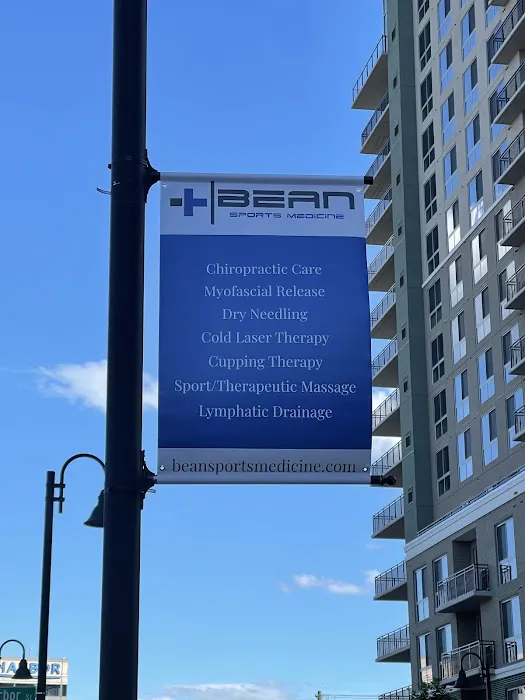 BEAN
SPORTS MEDICINE
Chiropractic Care
Myofascial Release
Dry Needling
Cold Laser Therapy
Cupping Therapy
Sport/Therapeutic Massage
Lymphatic Drainage
beansportsmedicine.com
HARBOR